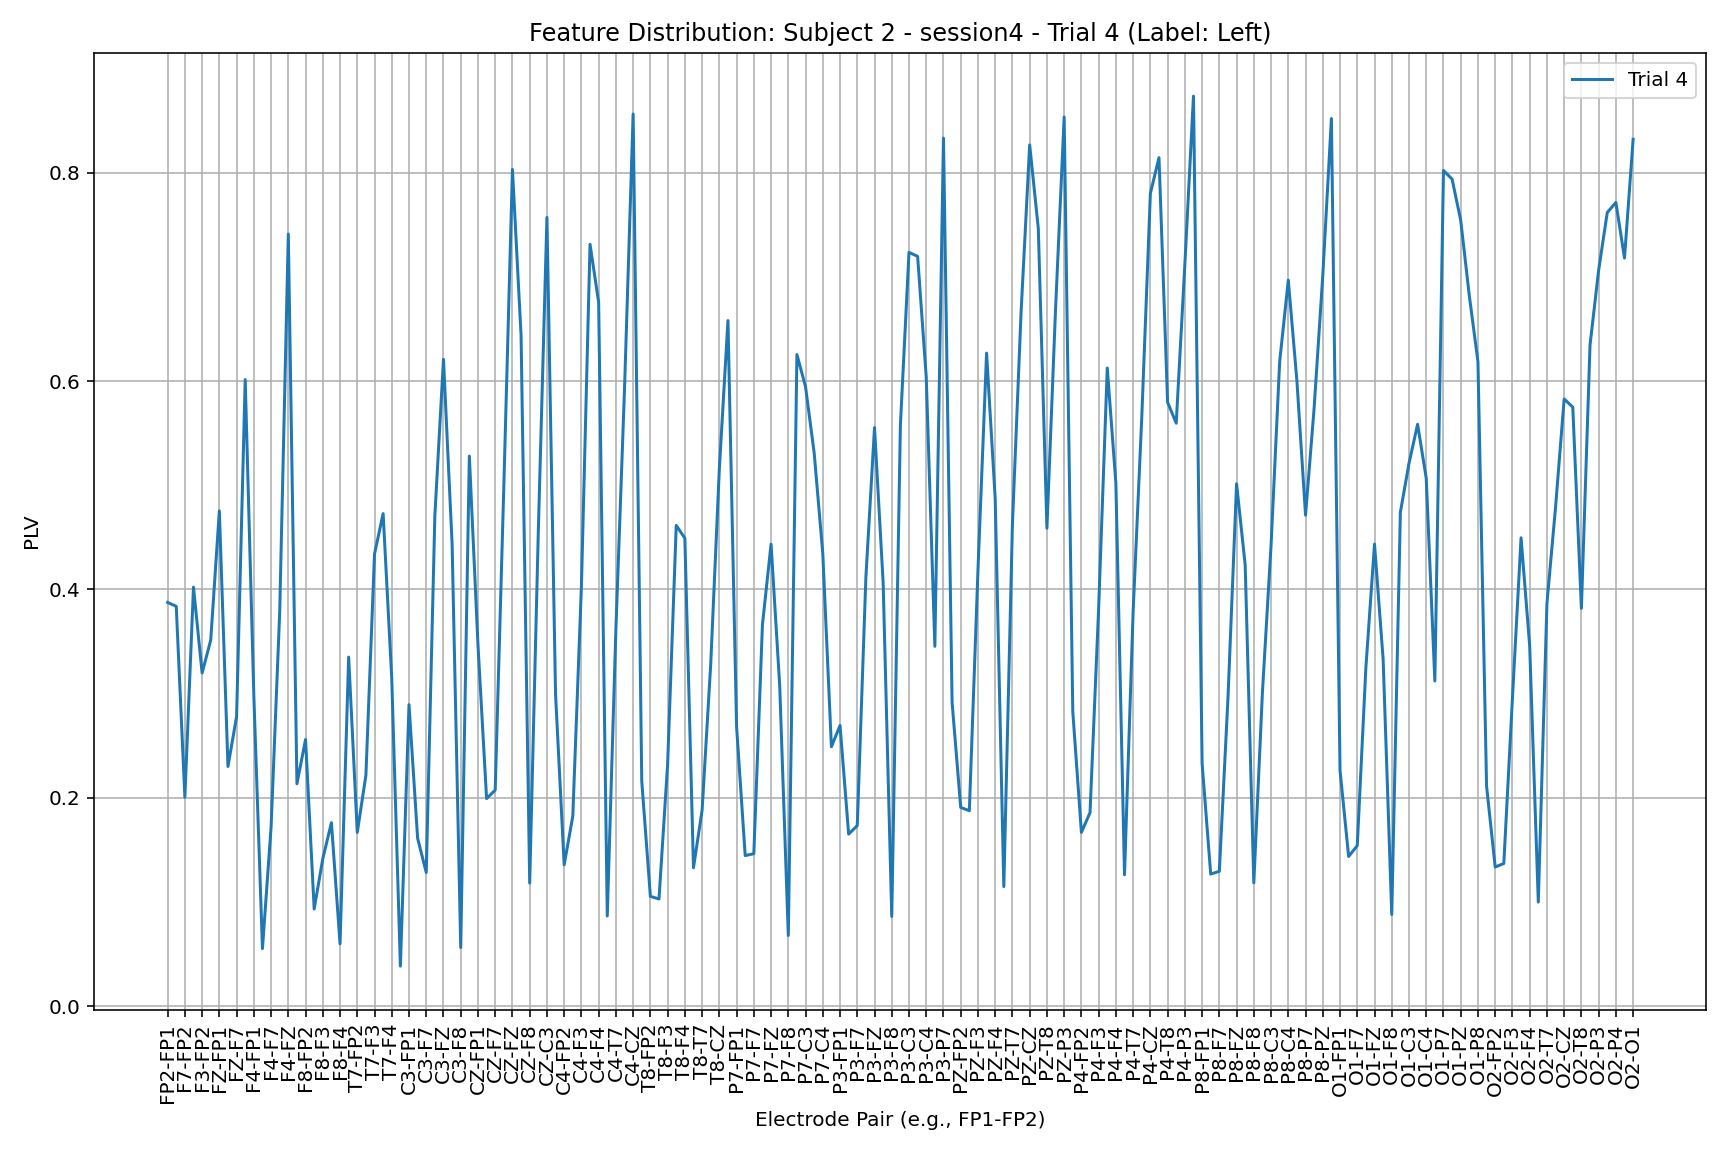 Feature Distribution: Subject 2 - session4 - Trial 4 (Label: Left)
Trial 4
PLV
0.8
0.6
0.4
0.2
0.0
FP2-FP1
F7-FP2
F3-FP2
FZ-FP1
FZ-F7
F4-FP1
F4-F7
F4-FZ
F8-FP2
F8-F3
F8-F4
T7-FP2
T7-F3
T7-F4
C3-FP1
C3-F7
C3-FZ
C3-F8
CZ-FP1
CZ-F7
CZ-FZ
CZ-F8
CZ-C3
C4-FP2
C4-F3
C4-F4
C4-T7
C4-CZ
T8-FP2
T8-F3
T8-F4
T8-T7
T8-CZ
P7-FP1
P7-F7
P7-FZ
P7-F8
P7-C3
P7-C4
P3-FP1
P3-F7
P3-FZ
P3-F8
P3-C3
P3-C4
P3-P7
PZ-FP2
PZ-F3
PZ-F4
PZ-T7
PZ-CZ
PZ-T8
PZ-P3
P4-FP2
P4-F3
P4-F4
P4-T7
P4-CZ
P4-T8
P4-P3
P8-FP1
P8-F7
P8-FZ
P8-F8
P8-C3
P8-C4
P8-P7
P8-PZ
O1-FP1
O1-F7
O1-FZ
O1-F8
O1-C3
O1-C4
O1-P7
O1-PZ
O1-P8
O2-FP2
O2-F3
O2-F4
O2-T7
O2-CZ
O2-T8
O2-P3
O2-P4
O2-O1
Electrode Pair (e.g., FP1-FP2)